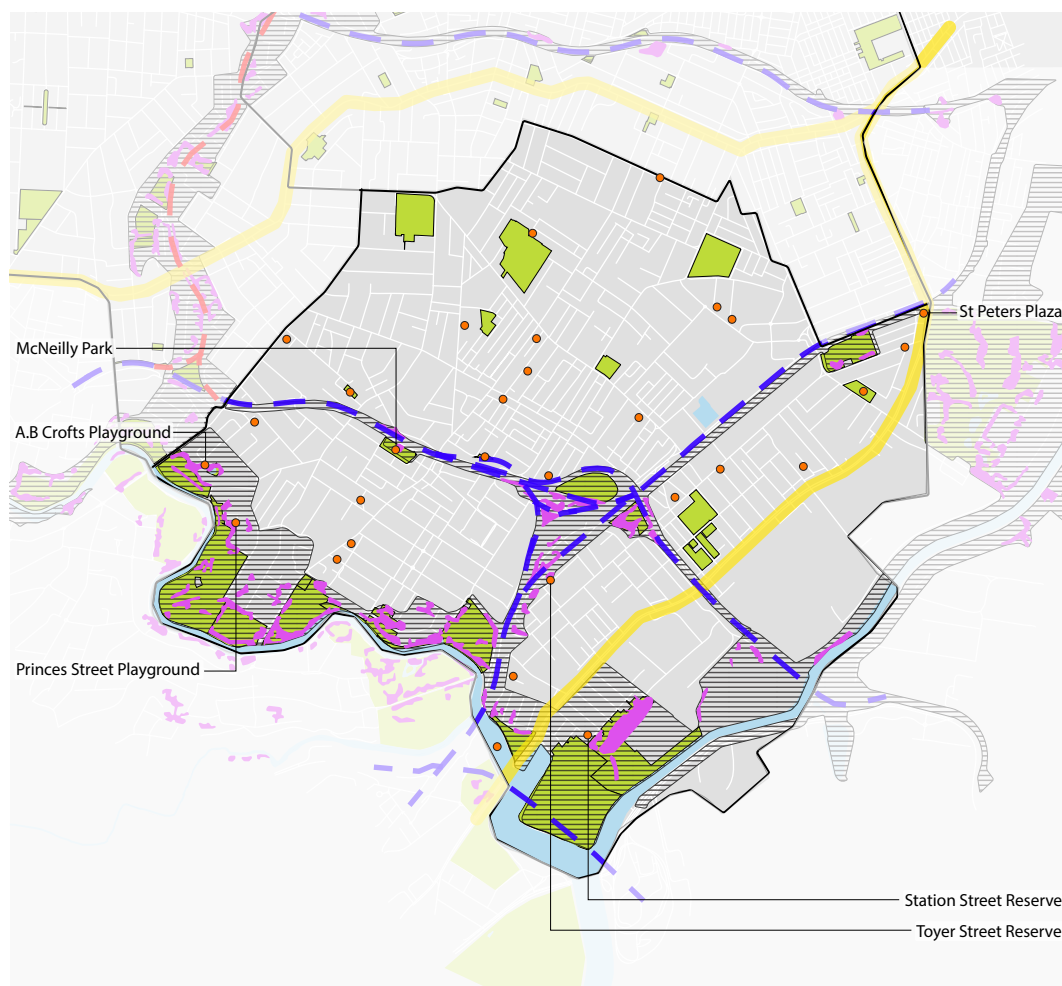 St Peters Plaza
McNeilly Park
A.B Crofts Playground
Princes Street Playground
Station Street Reserve
Toyer Street Reserve